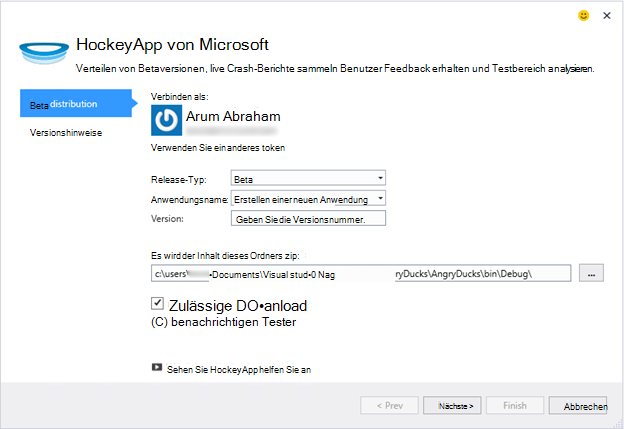 HockeyApp von Microsoft
Verteilen von Betaversionen, live Crash-Berichte sammeln Benutzer Feedback erhalten und Testbereich analysieren.
Beta distribution
Versionshinweise
Verbinden als:
Arum Abraham
Verwenden Sie ein anderes token
Release-Typ: Beta
Anwendungsname: Erstellen einer neuen Anwendung
Version: Geben Sie die Versionsnummer.
Es wird der Inhalt dieses Ordners zip:
c:\users\ •Documents\Visual stud•0 Nag ryDucks\AngryDucks\bin\Debug\ ...
Zulässige DO•anload
(C) benachrichtigen Tester
Sehen Sie HockeyApp helfen Sie an
< Prev Nächste > Finish Abbrechen